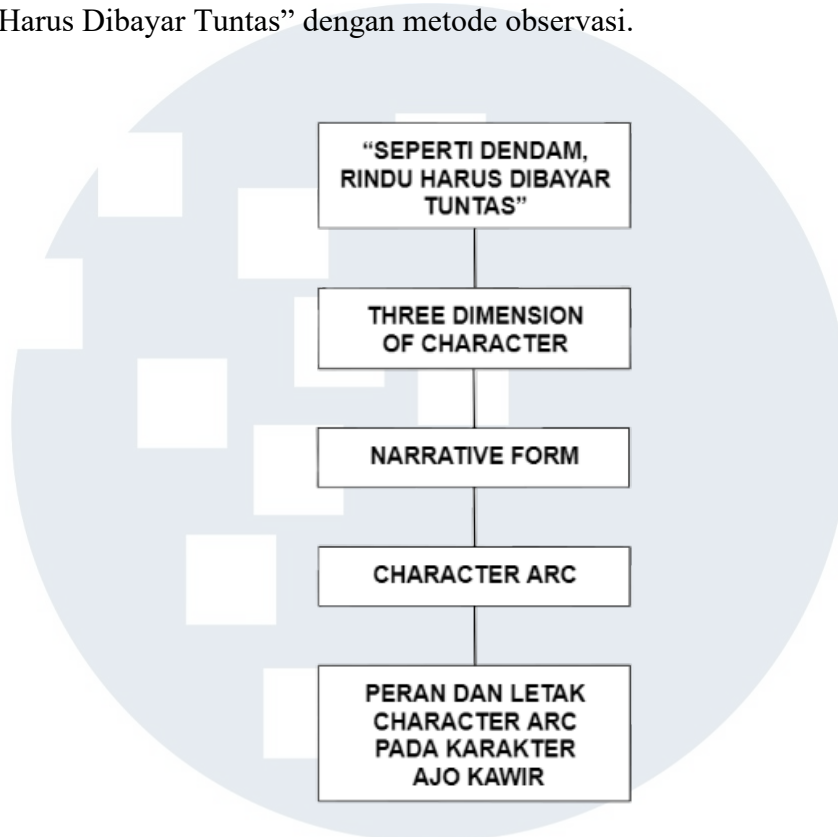 Harus Dibayar Tuntas” dengan metode observasi.
“SEPERTI DENDAM,
RINDU HARUS DIBAYAR
TUNTAS”
THREE DIMENSION
OF CHARACTER
NARRATIVE FORM
CHARACTER ARC
PERAN DAN LETAK
CHARACTER ARC
PADA KARAKTER
AJO KAWIR